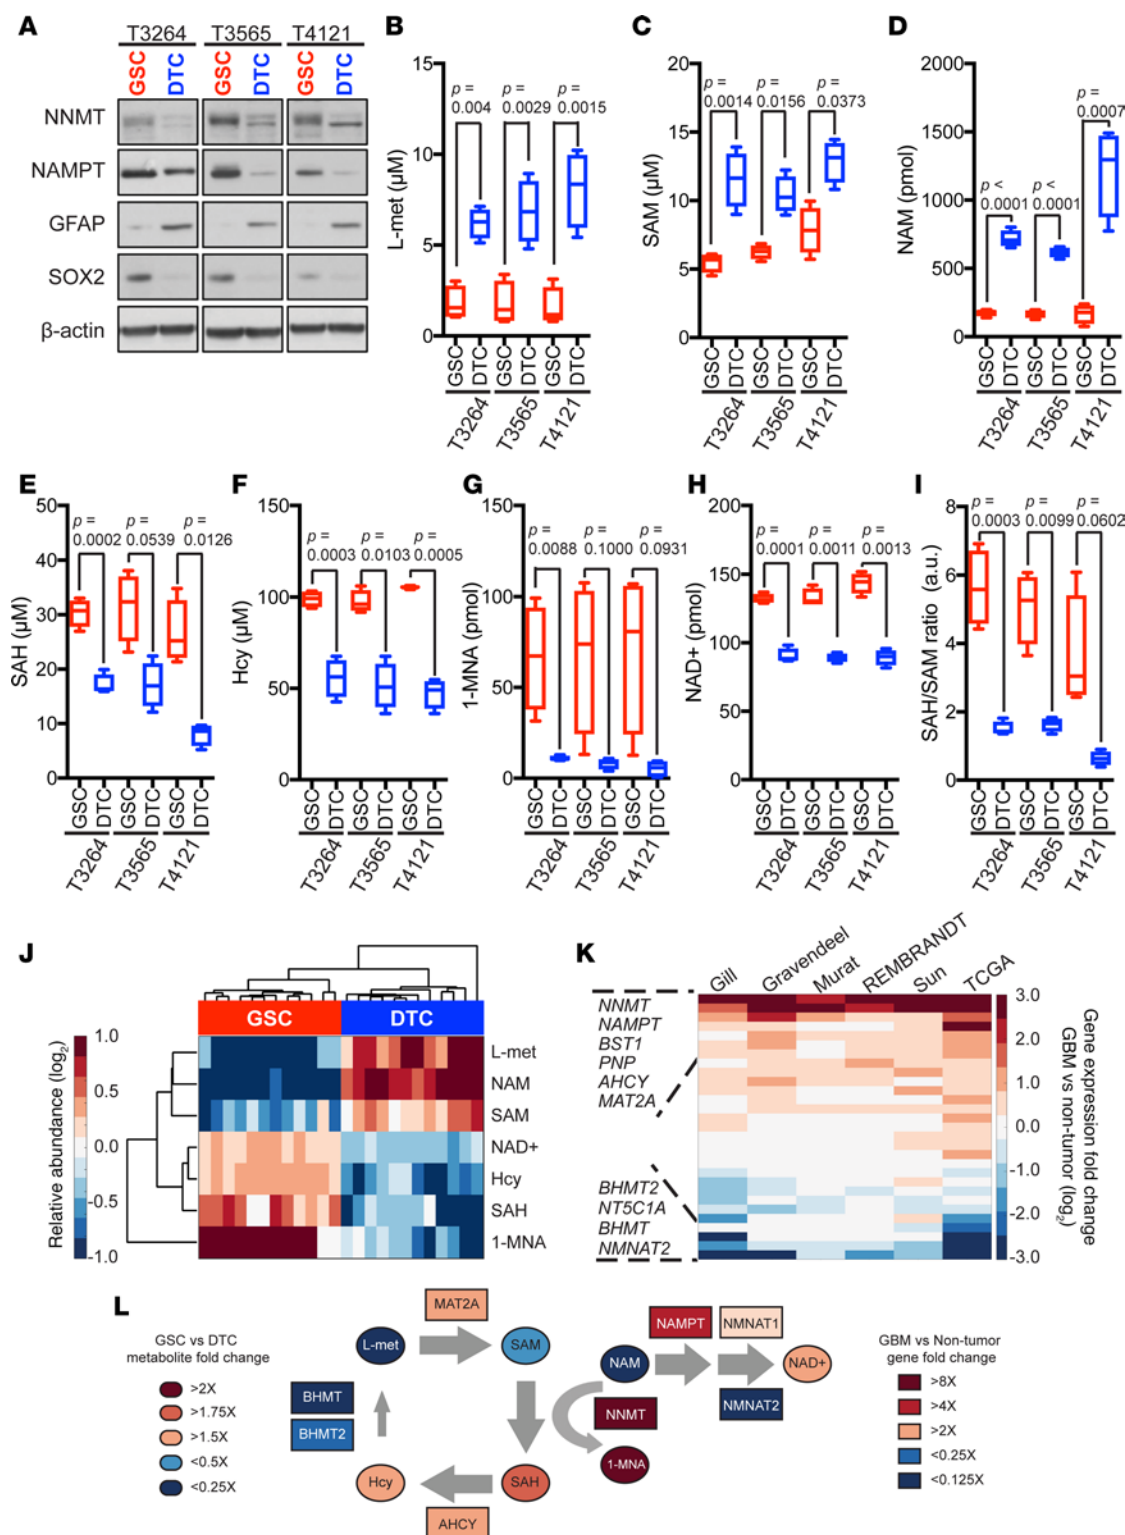 A
T3264 T3565 T4121
GSC DTC GSC DTC GSC DTC
NNMT
NAMPT
GFAP
SOX2
β-actin
B
p = 0.004
p = 0.0029
p = 0.0015
L-met (μM)
15
10
5
0
GSC DTC GSC DTC GSC DTC
T3264 T3565 T4121
C
p = 0.0014
p = 0.0156
p = 0.0373
SAM (μM)
20
15
10
5
0
GSC DTC GSC DTC GSC DTC
T3264 T3565 T4121
D
p < 0.0001
p < 0.0001
p = 0.0007
NAM (pmol)
2000
1500
1000
500
0
GSC DTC GSC DTC GSC DTC
T3264 T3565 T4121
E
p = 0.0002
p = 0.0539
p = 0.0126
SAH (μM)
50
40
30
20
10
0
GSC DTC GSC DTC GSC DTC
T3264 T3565 T4121
F
p = 0.0003
p = 0.0103
p = 0.0005
Hcy (μM)
150
100
50
0
GSC DTC GSC DTC GSC DTC
T3264 T3565 T4121
G
p = 0.0088
p = 0.1000
p = 0.0931
1-MNA (pmol)
150
100
50
0
GSC DTC GSC DTC GSC DTC
T3264 T3565 T4121
H
p = 0.0001
p = 0.0011
p = 0.0013
NAD+ (pmol)
200
150
100
50
0
GSC DTC GSC DTC GSC DTC
T3264 T3565 T4121
I
p = 0.0003
p = 0.0099
p = 0.0602
SAH/SAM ratio (a.u.)
8
6
4
2
0
GSC DTC GSC DTC GSC DTC
T3264 T3565 T4121
J
GSC DTC
Relative abundance (log2)
1.0
0.5
0.0
-0.5
-1.0
L-met
NAM
SAM
NAD+
Hcy
SAH
1-MNA
K
Gill Gravendeel Murat REMBRANDT Sun TCGA
NNMT
NAMPT
BST1
PNP
AHCY
MAT2A
BHMT2
NT5C1A
BHMT
NMNAT2
3.0
2.0
1.0
0.0
-1.0
-2.0
-3.0
Gene expression fold change
GBM vs non-tumor (log2)
L
GSC vs DTC
metabolite fold change
>2X
>1.75X
>1.5X
<0.5X
<0.25X
MAT2A
L-met
SAM
BHMT
BHMT2
Hcy
SAH
AHCY
NAMPT
NMNAT1
NAM
NAD+
NMNAT2
NNMT
1-MNA
GBM vs Non-tumor
gene fold change
>8X
>4X
>2X
<0.25X
<0.125X